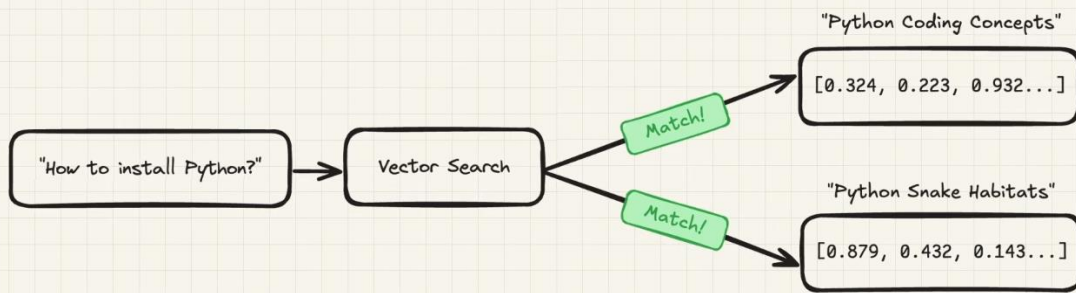 "How to install Python?"
Vector Search
Match!
Match!
"Python Coding Concepts"
[0.324, 0.223, 0.932...]
"Python Snake Habitats"
[0.879, 0.432, 0.143...]